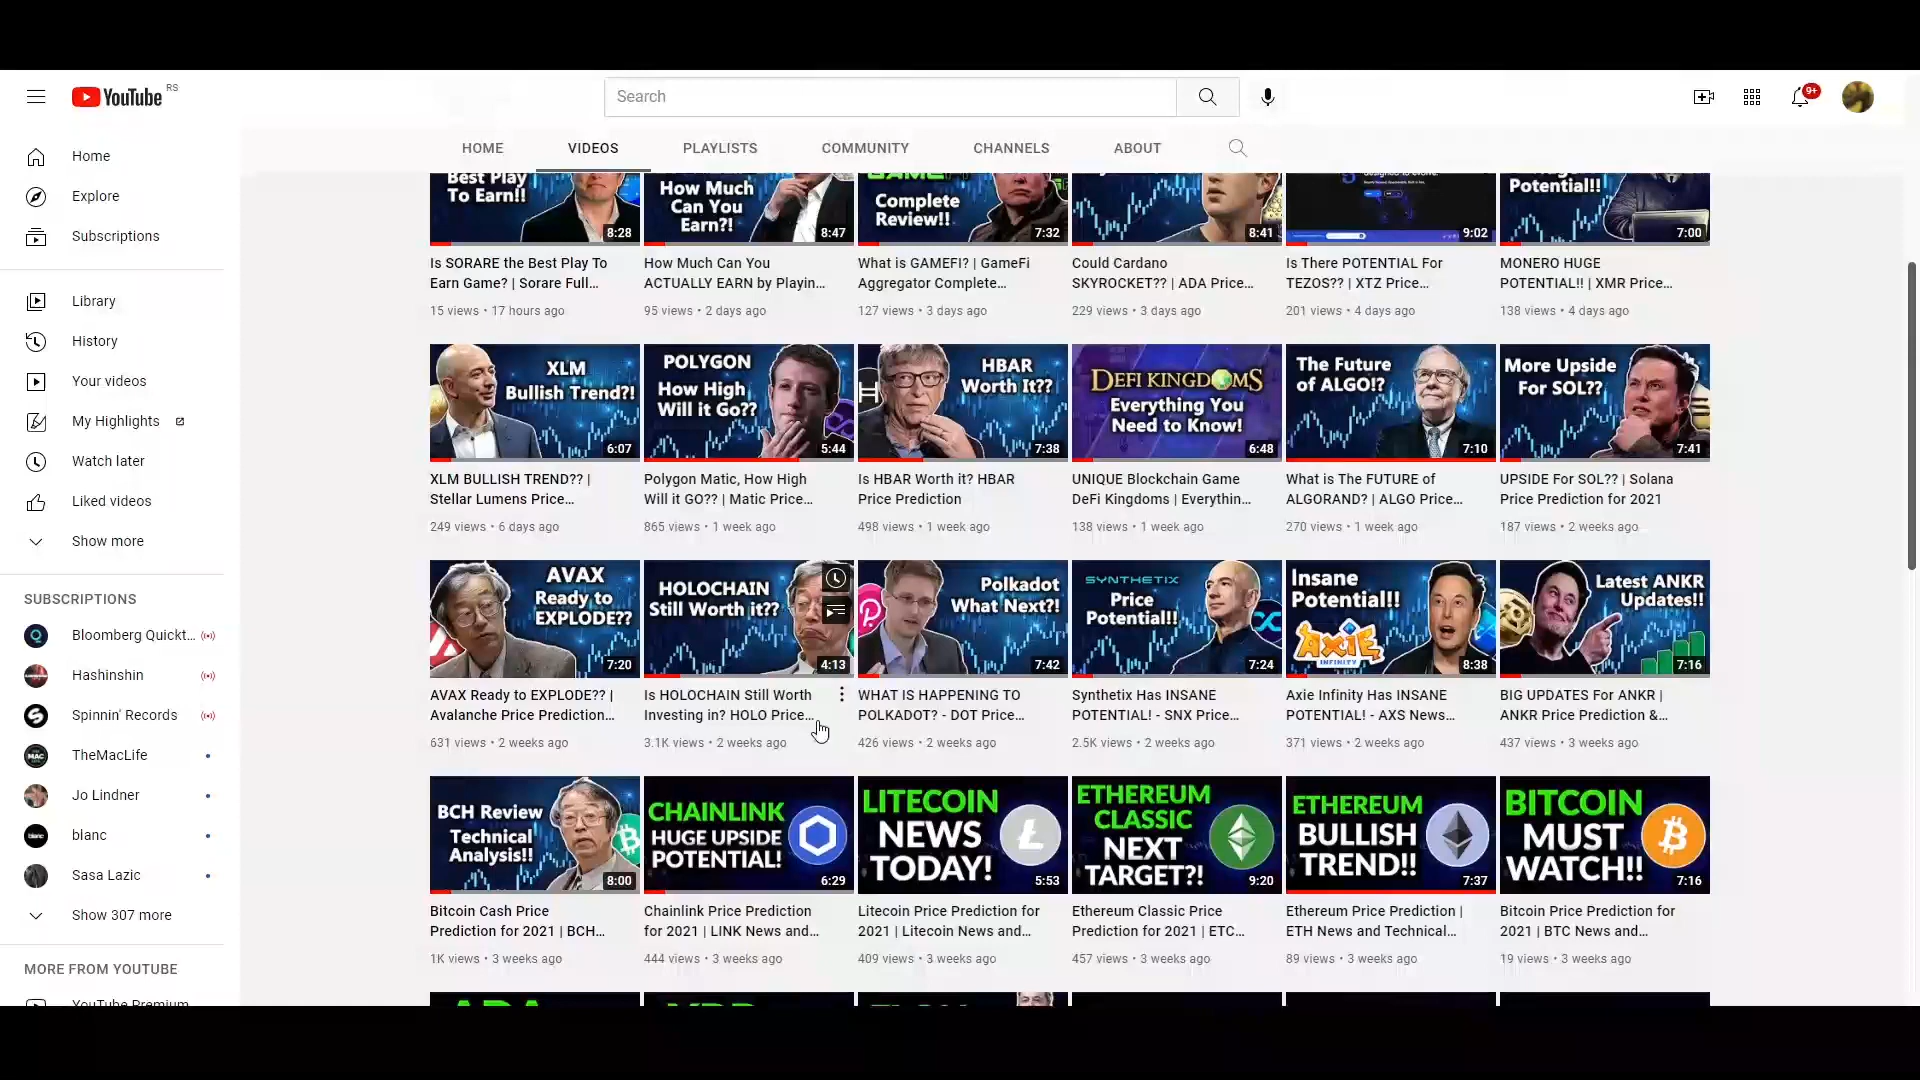 YouTube RS
Search
9+
HOME
VIDEOS
PLAYLISTS
COMMUNITY
CHANNELS
ABOUT
Home
Explore
Subscriptions
Library
History
Your videos
My Highlights
Watch later
Liked videos
Show more
SUBSCRIPTIONS
Bloomberg Quickt...
Hashinshin
Spinnin' Records
TheMacLife
Jo Lindner
blanc
Sasa Lazic
Show 307 more
MORE FROM YOUTUBE
YouTube Premium
Best Play
To Earn!!
8:28
Is SORARE the Best Play To
Earn Game? | Sorare Full...
15 views • 17 hours ago
How Much
Can You
Earn?!
8:47
How Much Can You
ACTUALLY EARN by Playin...
95 views • 2 days ago
Complete
Review!!
7:32
What is GAMEFI? | GameFi
Aggregator Complete...
127 views • 3 days ago
8:41
Could Cardano
SKYROCKET?? | ADA Price...
229 views • 3 days ago
9:02
Is There POTENTIAL For
TEZOS?? | XTZ Price...
201 views • 4 days ago
Potential!!
7:00
MONERO HUGE
POTENTIAL!! | XMR Price...
138 views • 4 days ago
XLM
Bullish Trend?!
6:07
XLM BULLISH TREND?? |
Stellar Lumens Price...
249 views • 6 days ago
POLYGON
How High
Will it Go??
5:44
Polygon Matic, How High
Will it GO?? | Matic Price...
865 views • 1 week ago
HBAR
Worth It??
7:38
Is HBAR Worth it? HBAR
Price Prediction
498 views • 1 week ago
DEFI KINGDOMS
Everything You
Need to Know!
6:48
UNIQUE Blockchain Game
DeFi Kingdoms | Everythin...
138 views • 1 week ago
The Future
of ALGO!?
7:10
What is The FUTURE of
ALGORAND? | ALGO Price...
270 views • 1 week ago
More Upside
For SOL??
7:41
UPSIDE For SOL?? | Solana
Price Prediction for 2021
187 views • 2 weeks ago
AVAX
Ready to
EXPLODE??
7:20
AVAX Ready to EXPLODE?? |
Avalanche Price Prediction...
631 views • 2 weeks ago
HOLOCHAIN
Still Worth it??
4:13
Is HOLOCHAIN Still Worth
Investing in? HOLO Price...
3.1K views • 2 weeks ago
Polkadot
What Next?!
7:42
WHAT IS HAPPENING TO
POLKADOT? - DOT Price...
426 views • 2 weeks ago
SYNTHETIX
Price
Potential!!
7:24
Synthetix Has INSANE
POTENTIAL! - SNX Price...
2.5K views • 2 weeks ago
Insane
Potential!!
AXIE
INFINITY
8:38
Axie Infinity Has INSANE
POTENTIAL! - AXS News...
371 views • 2 weeks ago
Latest ANKR
Updates!!
7:16
BIG UPDATES For ANKR |
ANKR Price Prediction &...
437 views • 3 weeks ago
BCH Review
Technical
Analysis!!
8:00
Bitcoin Cash Price
Prediction for 2021 | BCH...
1K views • 3 weeks ago
CHAINLINK
HUGE UPSIDE
POTENTIAL!
6:29
Chainlink Price Prediction
for 2021 | LINK News and...
444 views • 3 weeks ago
LITECOIN
NEWS
TODAY!
5:53
Litecoin Price Prediction for
2021 | Litecoin News and...
409 views • 3 weeks ago
ETHEREUM
CLASSIC
NEXT
TARGET?!
9:20
Ethereum Classic Price
Prediction for 2021 | ETC...
457 views • 3 weeks ago
ETHEREUM
BULLISH
TREND!!
7:37
Ethereum Price Prediction |
ETH News and Technical...
89 views • 3 weeks ago
BITCOIN
MUST
WATCH!!
7:16
Bitcoin Price Prediction for
2021 | BTC News and...
19 views • 3 weeks ago